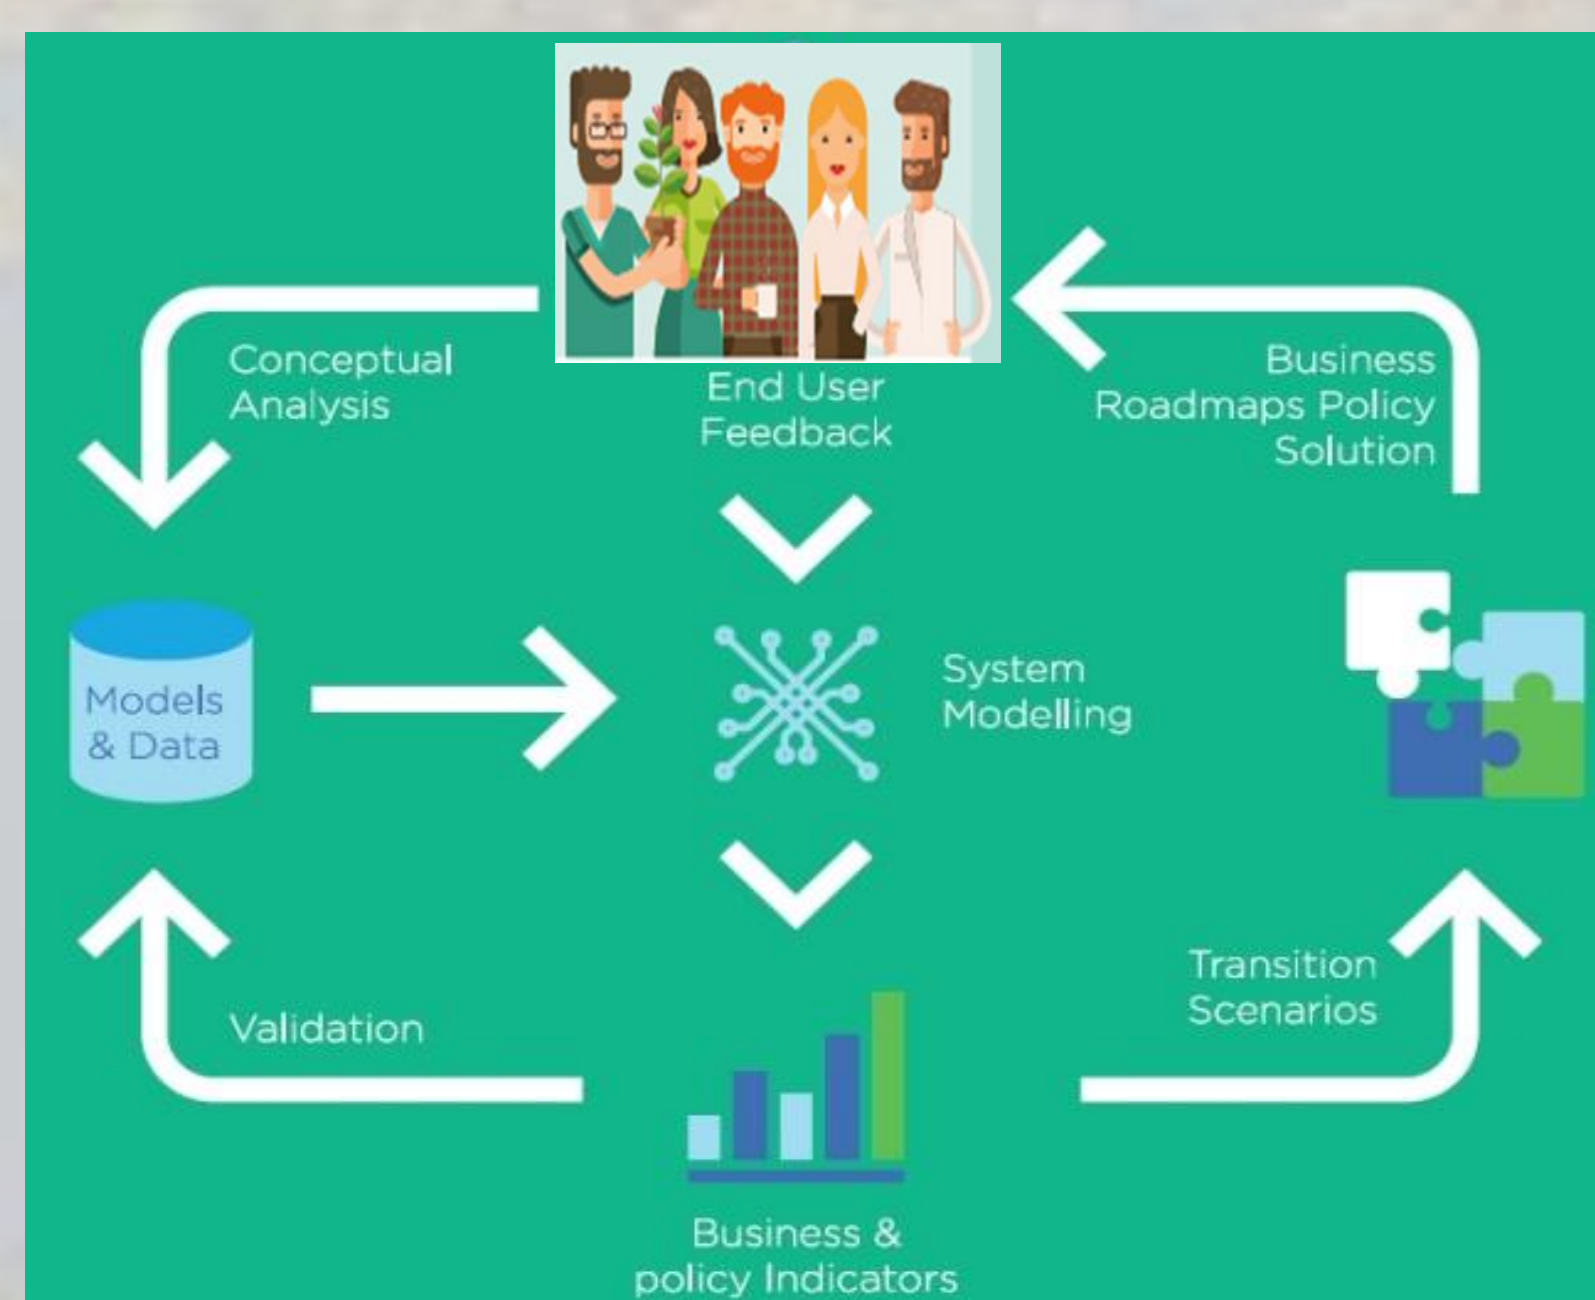 Conceptual
Analysis
End User
Feedback
Business
Roadmaps Policy
Solution
Models
& Data
System
Modelling
Validation
Transition
Scenarios
Business &
policy Indicators